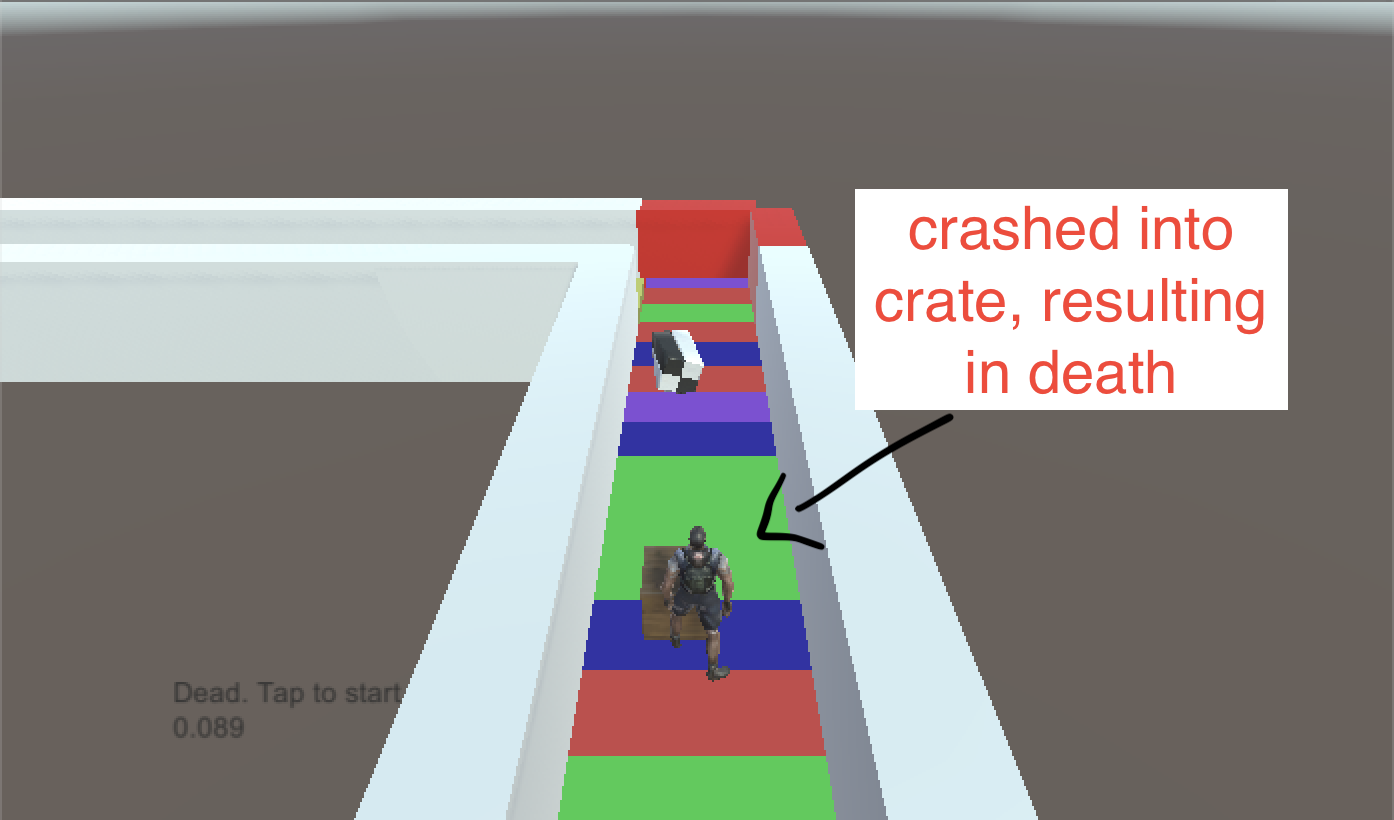 crashed into
crate, resulting
in death
Dead. Tap to start
0.089